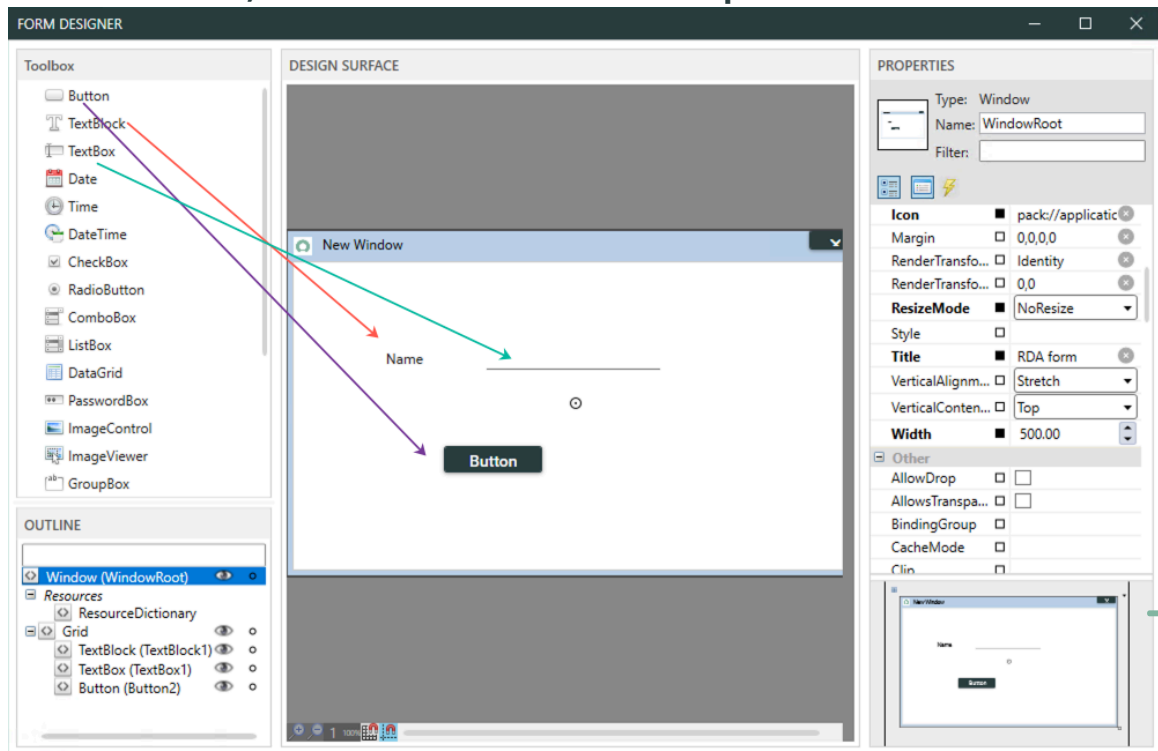 FORM DESIGNER
Toolbox
Button
TextBlock
TextBox
Date
Time
DateTime
CheckBox
RadioButton
ComboBox
ListBox
DataGrid
PasswordBox
ImageControl
ImageViewer
GroupBox
OUTLINE
Window (WindowRoot)
Resources
ResourceDictionary
Grid
TextBlock (TextBlock1)
TextBox (TextBox1)
Button (Button2)
DESIGN SURFACE
New Window
Name
Button
1 100%
PROPERTIES
Type: Window
Name: WindowRoot
Filter:
Icon pack://applicatic
Margin 0,0,0,0
RenderTransfo... Identity
RenderTransfo... 0,0
ResizeMode NoResize
Style
Title RDA form
VerticalAlignm... Stretch
VerticalConten... Top
Width 500.00
Other
AllowDrop
AllowsTranspa...
BindingGroup
CacheMode
Clip
New Window
Name
Button